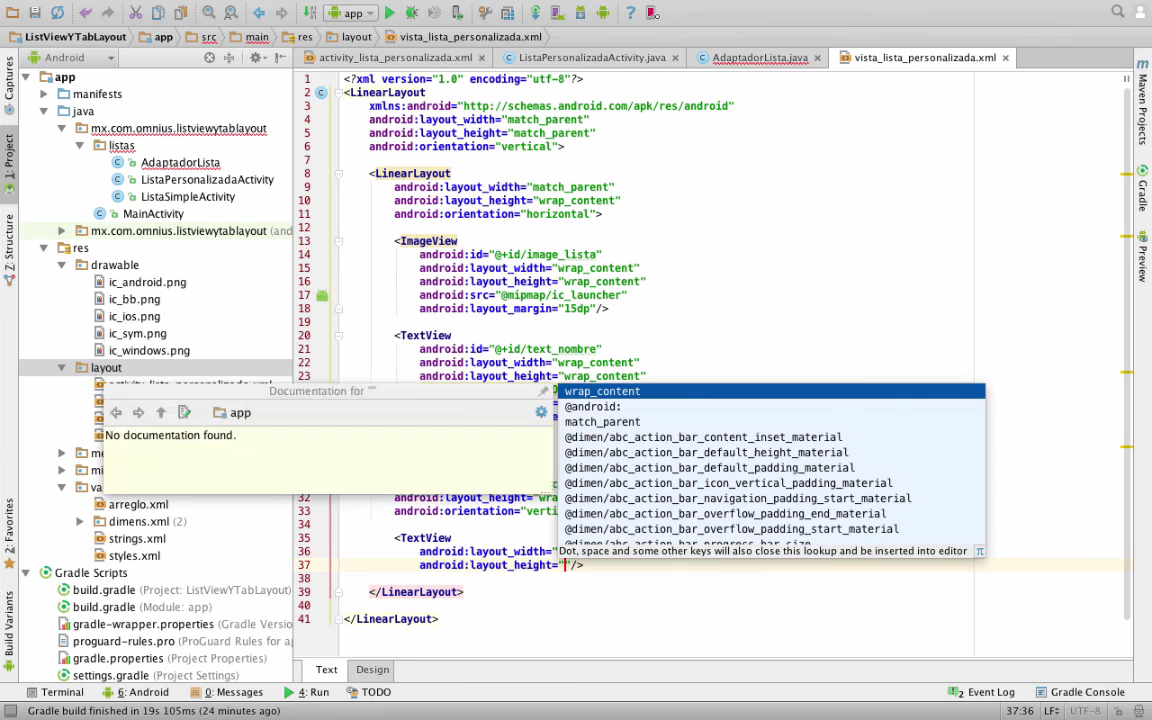 app
ListViewYTabLayout
app
src
main
res
layout
vista_lista_personalizada.xml
Android
activity_lista_personalizada.xml
ListaPersonalizadaActivity.java
AdaptadorLista.java
vista_lista_personalizada.xml
Captures
1: Project
Z: Structure
2: Favorites
Build Variants
app
manifests
java
mx.com.omnius.listviewytablayout
listas
AdaptadorLista
ListaPersonalizadaActivity
ListaSimpleActivity
MainActivity
mx.com.omnius.listviewytablayout (and
res
drawable
ic_android.png
ic_bb.png
ic_ios.png
ic_sym.png
ic_windows.png
layout
arreglo.xml
dimens.xml (2)
strings.xml
styles.xml
Gradle Scripts
build.gradle (Project: ListViewYTabLayout)
build.gradle (Module: app)
gradle-wrapper.properties (Gradle Versio
proguard-rules.pro (ProGuard Rules for ap
gradle.properties (Project Properties)
settings.gradle (Project Settings)
1 <?xml version="1.0" encoding="utf-8"?>
2 <LinearLayout
3 xmlns:android="http://schemas.android.com/apk/res/android"
4 android:layout_width="match_parent"
5 android:layout_height="match_parent"
6 android:orientation="vertical">
7
8 <LinearLayout
9 android:layout_width="match_parent"
10 android:layout_height="wrap_content"
11 android:orientation="horizontal">
12
13 <ImageView
14 android:id="@+id/image_lista"
15 android:layout_width="wrap_content"
16 android:layout_height="wrap_content"
17 android:src="@mipmap/ic_launcher"
18 android:layout_margin="15dp"/>
19
20 <TextView
21 android:id="@+id/text_nombre"
22 android:layout_width="wrap_content"
23 android:layout_height="wrap_content"
Documentation for ""
app
No documentation found.
wrap_content
@android:
match_parent
@dimen/abc_action_bar_content_inset_material
@dimen/abc_action_bar_default_height_material
@dimen/abc_action_bar_default_padding_material
@dimen/abc_action_bar_icon_vertical_padding_material
@dimen/abc_action_bar_navigation_padding_start_material
@dimen/abc_action_bar_overflow_padding_end_material
@dimen/abc_action_bar_overflow_padding_start_material
@dimen/abc_action_bar_progress_bar_size
Dot, space and some other keys will also close this lookup and be inserted into editor π
32 android:layout_height="wra
33 android:orientation="verti
34
35 <TextView
36 android:layout_width="
37 android:layout_height=""/>
38
39 </LinearLayout>
40
41 </LinearLayout>
Maven Projects
Gradle
Preview
Text
Design
Terminal
6: Android
0: Messages
4: Run
TODO
2 Event Log
Gradle Console
Gradle build finished in 19s 105ms (24 minutes ago)
37:36
LF÷
UTF-8